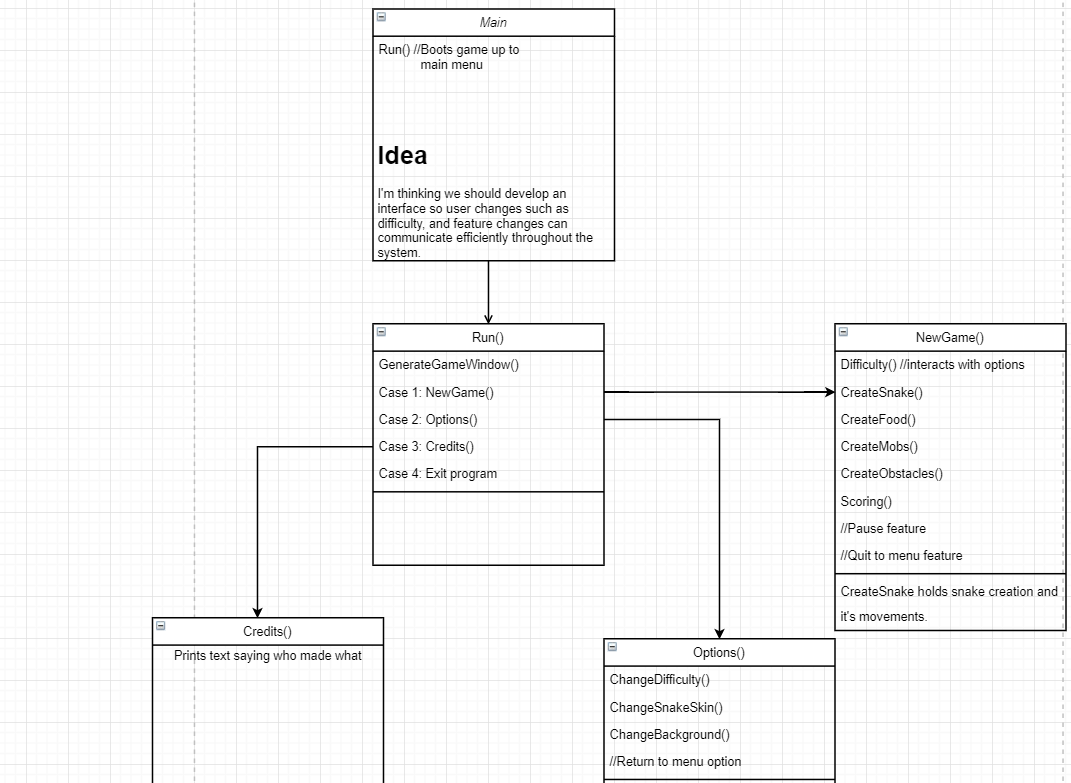 Main
Run() //Boots game up to
main menu
Idea
I'm thinking we should develop an
interface so user changes such as
difficulty, and feature changes can
communicate efficiently throughout the
system.
Run()
GenerateGameWindow()
Case 1: NewGame()
Case 2: Options()
Case 3: Credits()
Case 4: Exit program
NewGame()
Difficulty() //interacts with options
CreateSnake()
CreateFood()
CreateMobs()
CreateObstacles()
Scoring()
//Pause feature
//Quit to menu feature
CreateSnake holds snake creation and
it's movements.
Credits()
Prints text saying who made what
Options()
ChangeDifficulty()
ChangeSnakeSkin()
ChangeBackground()
//Return to menu option